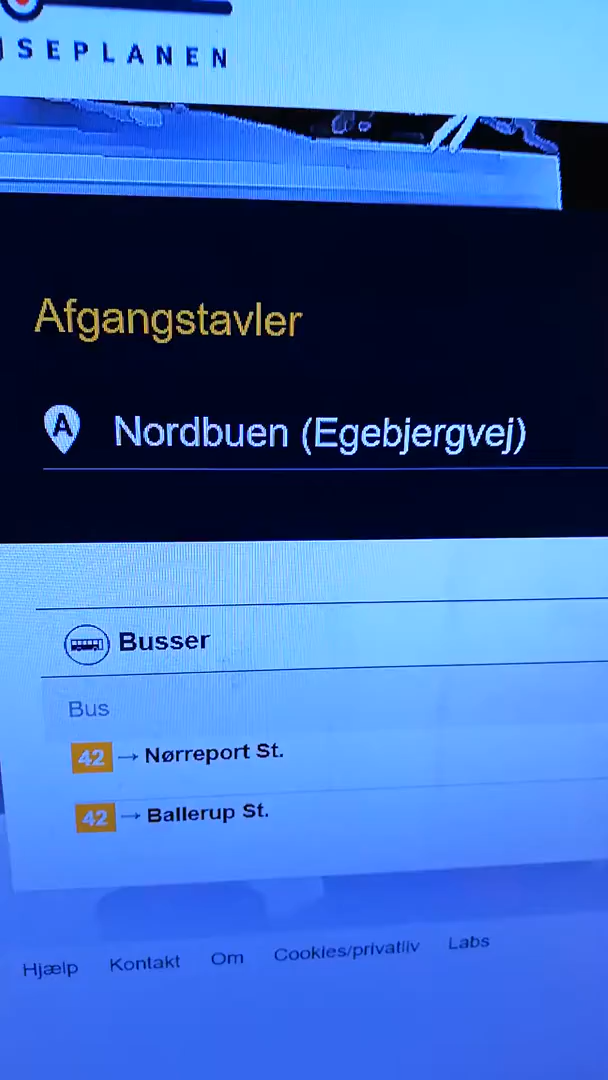 SEPLANEN
Afgangstavler
A Nordbuen (Egebjergvej)
Busser
Bus
42 → Nørreport St.
42 → Ballerup St.
Hjælp Kontakt Om Cookies/privatliv Labs